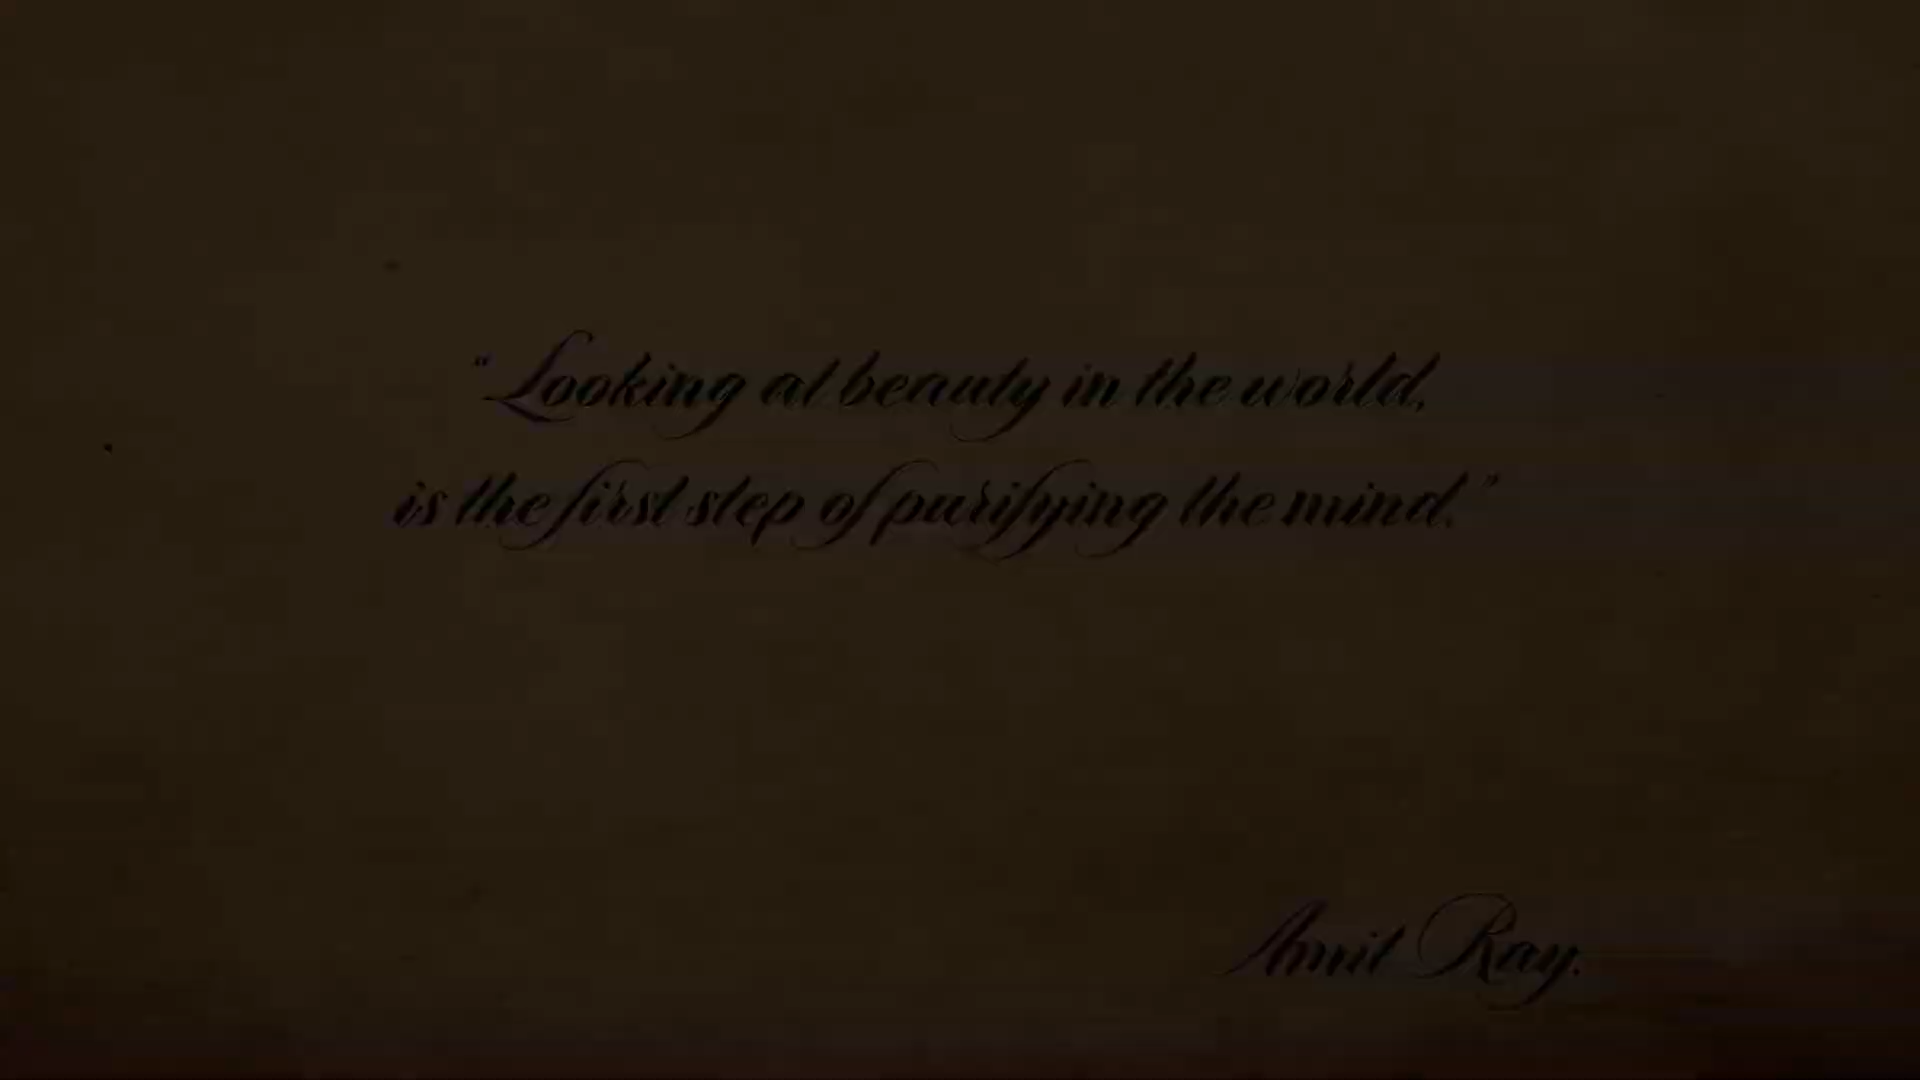 “Looking at beauty in the world,
is the first step of purifying the mind.”
Amit Ray.